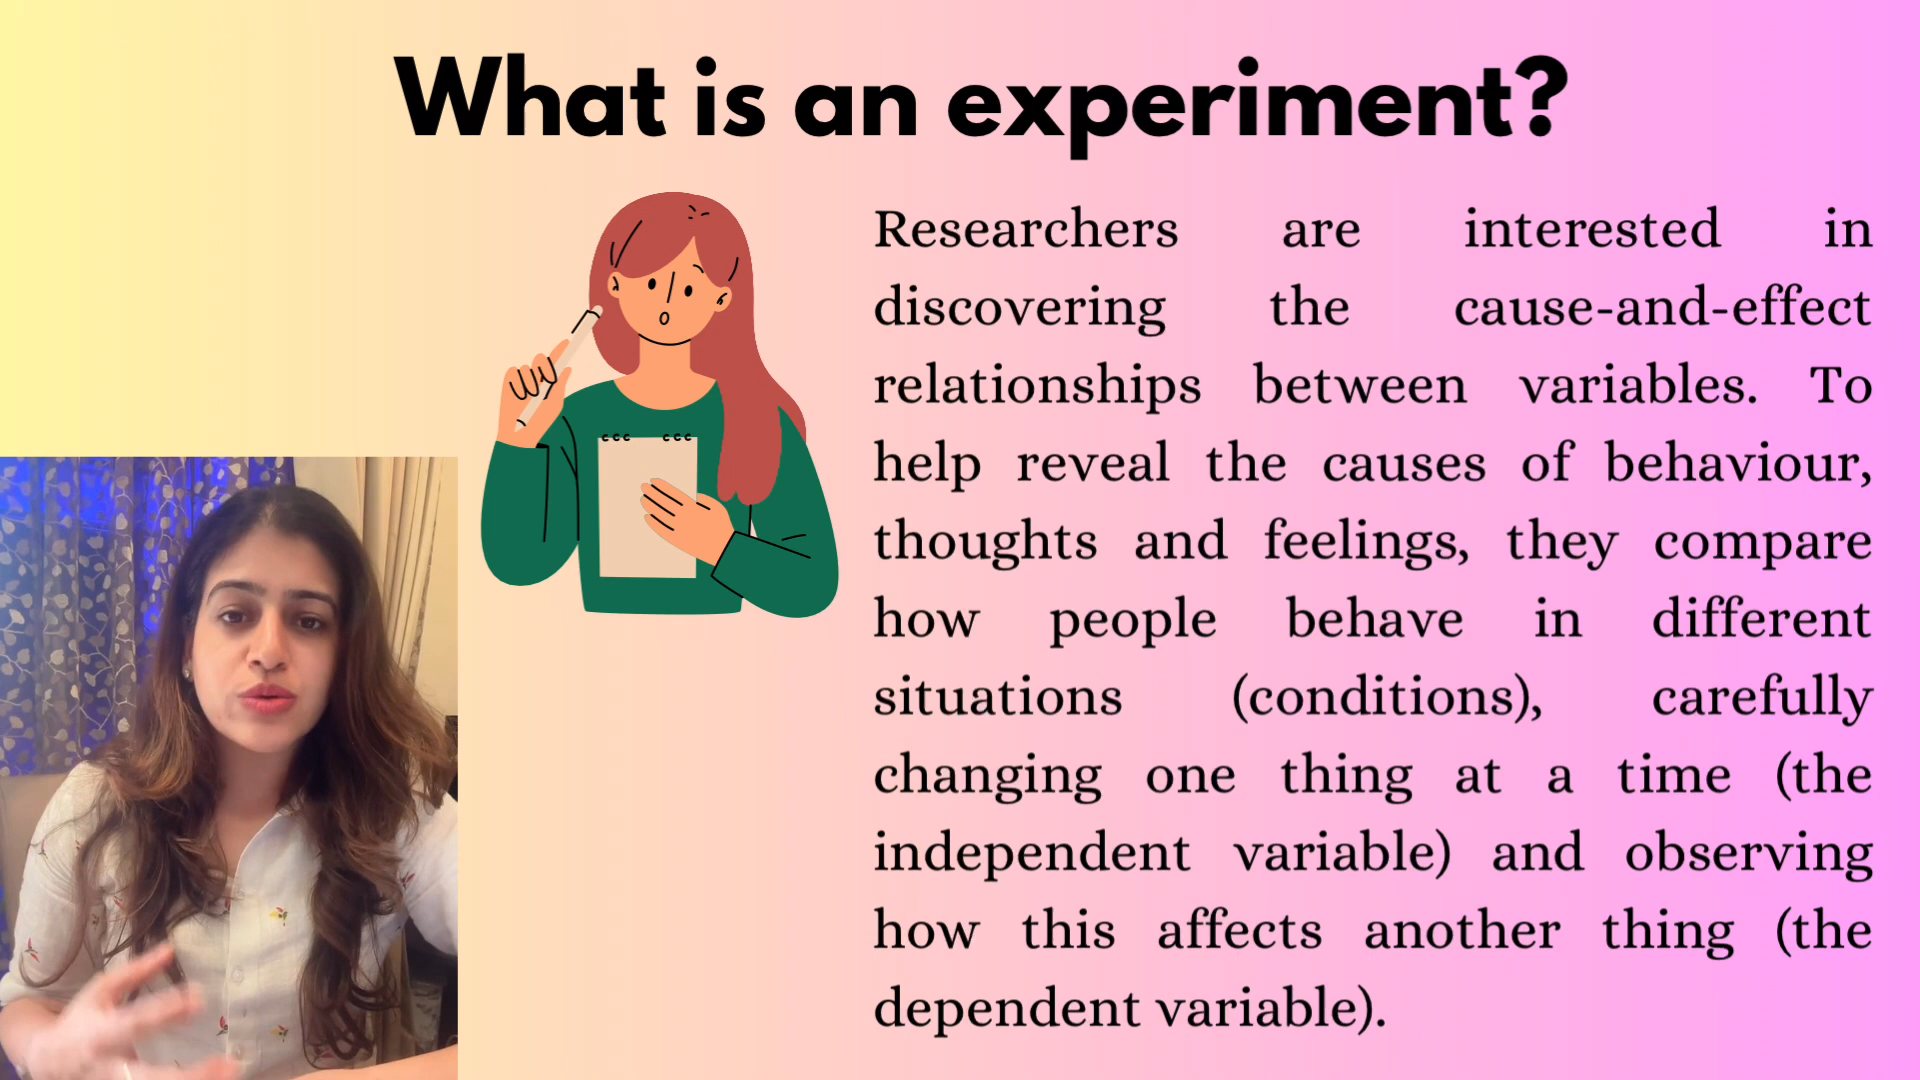 What is an experiment?
Researchers are interested in
discovering the cause-and-effect
relationships between variables. To
help reveal the causes of behaviour,
thoughts and feelings, they compare
how people behave in different
situations (conditions), carefully
changing one thing at a time (the
independent variable) and observing
how this affects another thing (the
dependent variable).